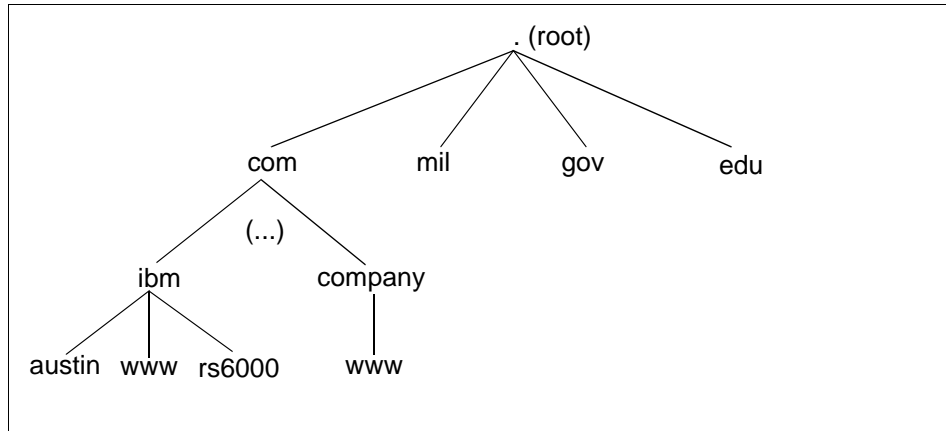 . (root)
com mil gov edu
(...)
ibm company
austin www rs6000 www